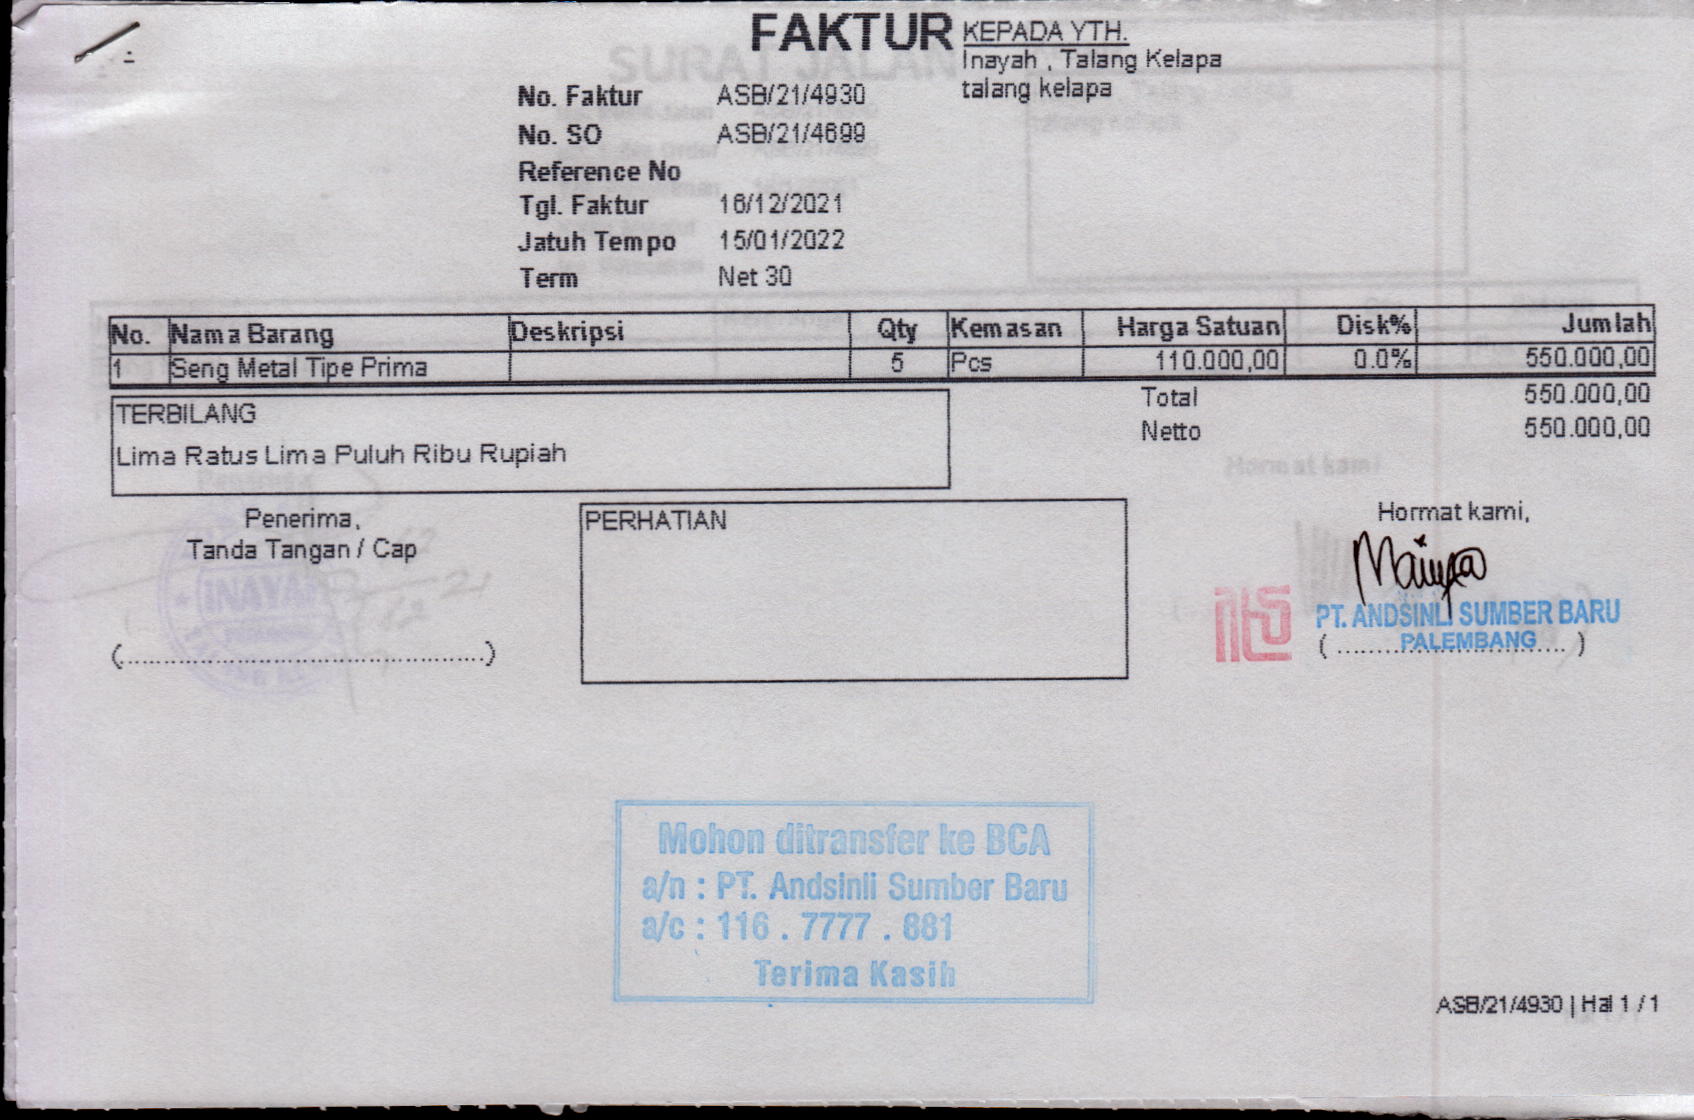 FAKTUR
KEPADA YTH.
Inayah , Talang Kelapa
talang kelapa
No. Faktur ASB/21/4930
No. SO ASB/21/4699
Reference No
Tgl. Faktur 16/12/2021
Jatuh Tempo 15/01/2022
Term Net 30
No. Nama Barang Deskripsi Qty Kemasan Harga Satuan Disk% Jumlah
1 Seng Metal Tipe Prima 5 Pcs 110.000,00 0.0% 550.000,00
Total 550.000,00
Netto 550.000,00
TERBILANG
Lima Ratus Lima Puluh Ribu Rupiah
Penerima,
Tanda Tangan / Cap
(................................................)
PERHATIAN
Hormat kami,
PT. ANDSINLI SUMBER BARU
PALEMBANG
Mohon ditransfer ke BCA
a/n : PT. Andsinli Sumber Baru
a/c : 116 . 7777 . 881
Terima Kasih
ASB/21/4930 | Hal 1 / 1
SURAT JALAN
Hormat kami
INAYAH